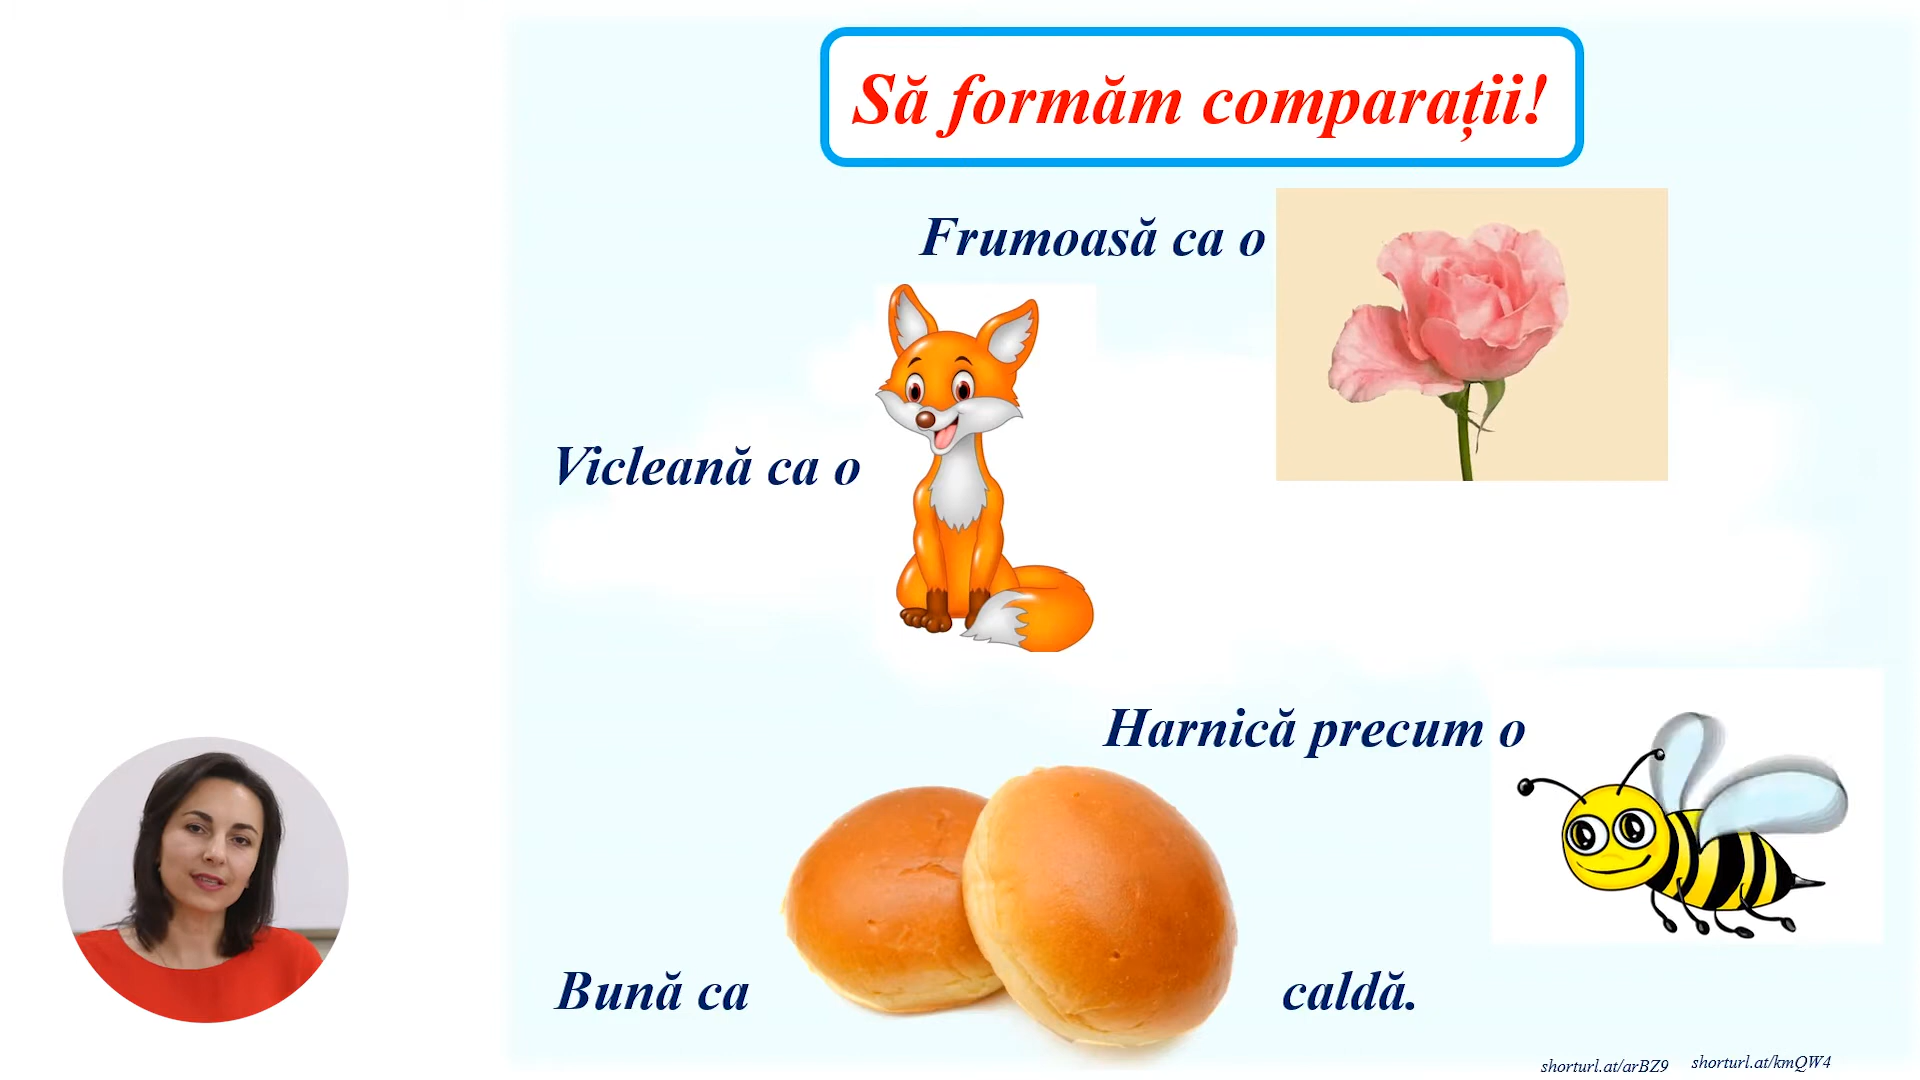 Să formăm comparații!
Frumoasă ca o
Vicleană ca o
Harnică precum o
Bună ca
caldă.
shorturl.at/arBZ9
shorturl.at/kmQW4